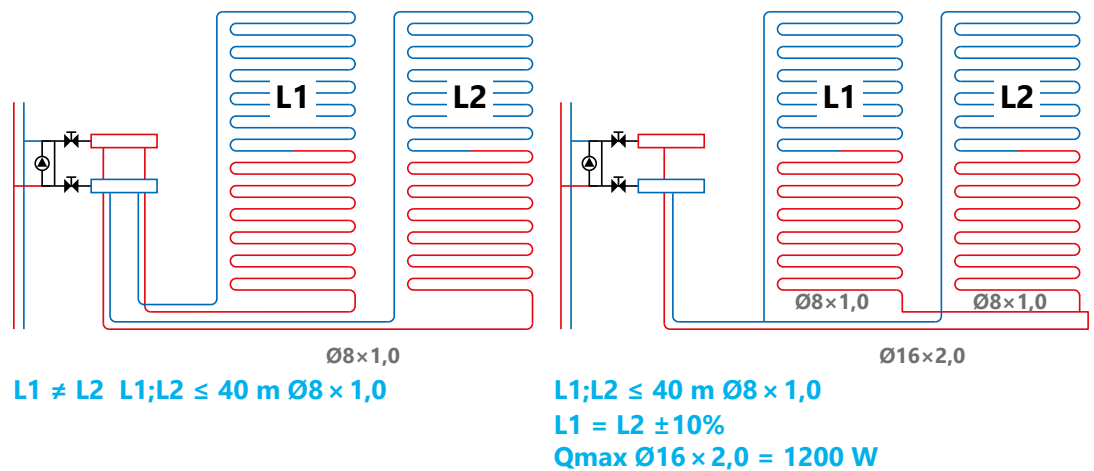 L1
L2
L1
L2
Ø8×1,0
Ø8×1,0
Ø8×1,0
Ø16×2,0
L1 ≠ L2 L1;L2 ≤ 40 m Ø8 × 1,0
L1;L2 ≤ 40 m Ø8 × 1,0
L1 = L2 ±10%
Qmax Ø16 × 2,0 = 1200 W